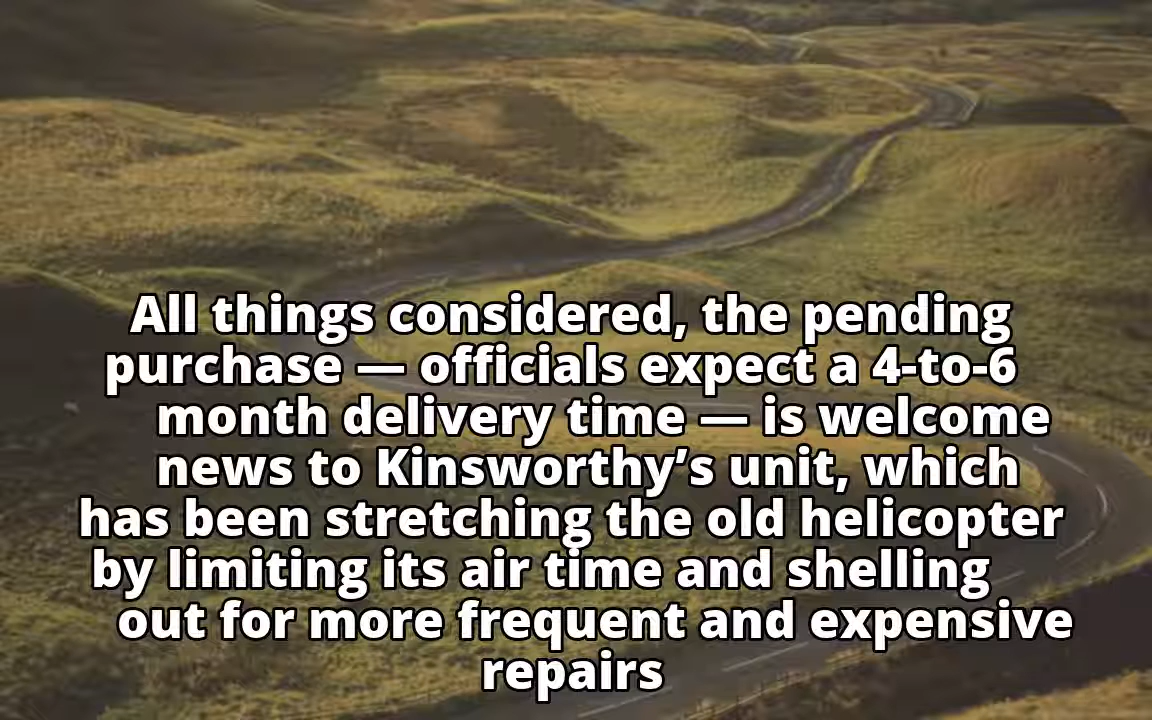 All things considered, the pending
purchase — officials expect a 4-to-6
month delivery time — is welcome
news to Kinsworthy’s unit, which
has been stretching the old helicopter
by limiting its air time and shelling
out for more frequent and expensive
repairs